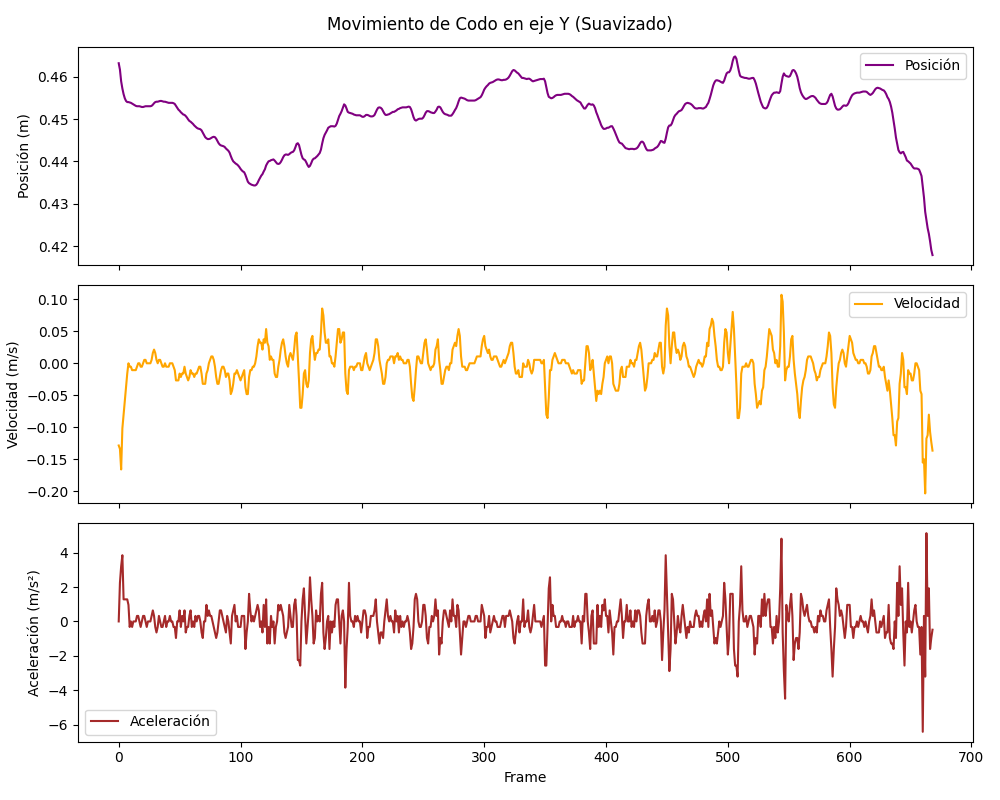 Movimiento de Codo en eje Y (Suavizado)
Posición (m)
0.46
0.45
0.44
0.43
0.42
Posición
Velocidad (m/s)
0.10
0.05
0.00
−0.05
−0.10
−0.15
−0.20
Velocidad
Aceleración (m/s²)
4
2
0
−2
−4
−6
Aceleración
0 100 200 300 400 500 600 700
Frame